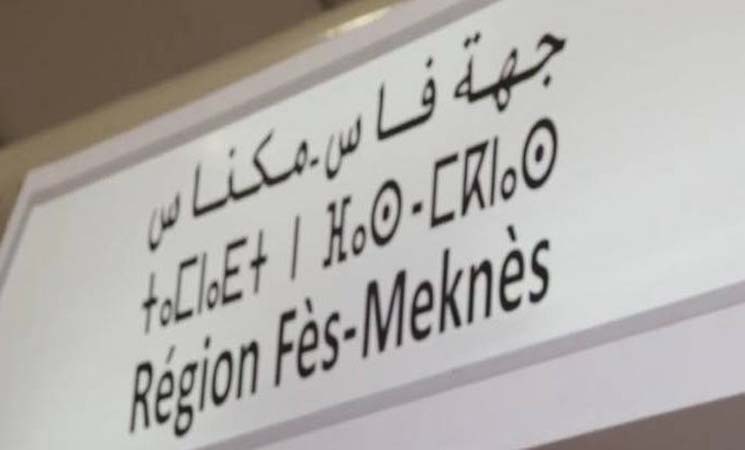 جهة فاس-مكناس
ⵜⴰⵎⵏⴰⴹⵜ ⵏ ⴼⴰⵙ-ⵎⴽⵏⴰⵙ
Région Fès-Meknès